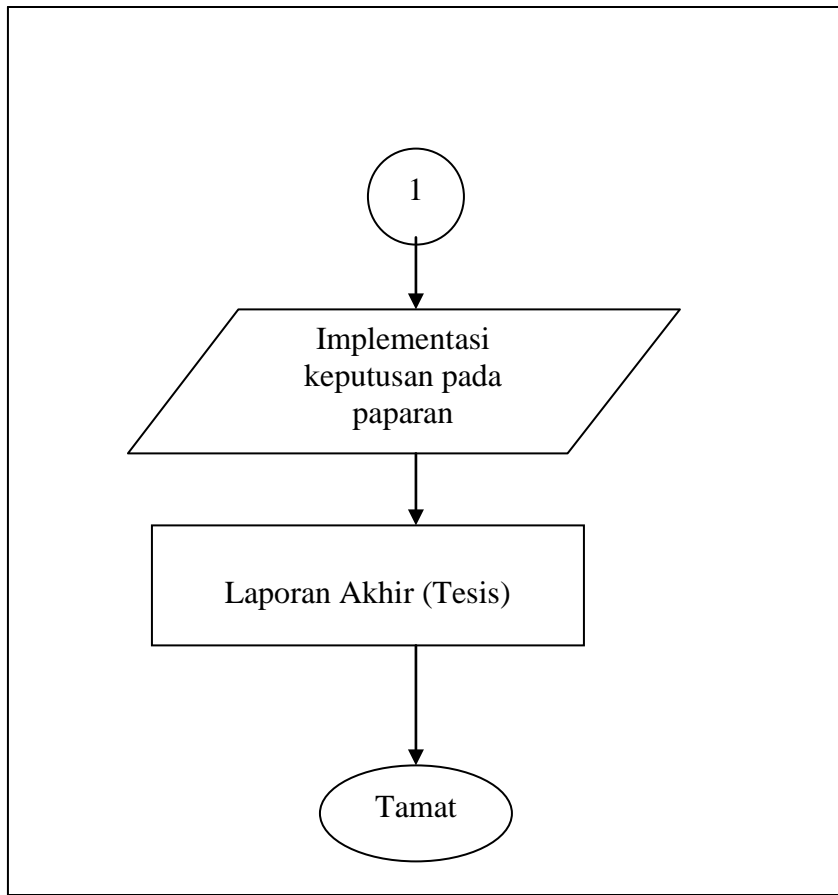 1
Implementasi
keputusan pada
paparan
Laporan Akhir (Tesis)
Tamat